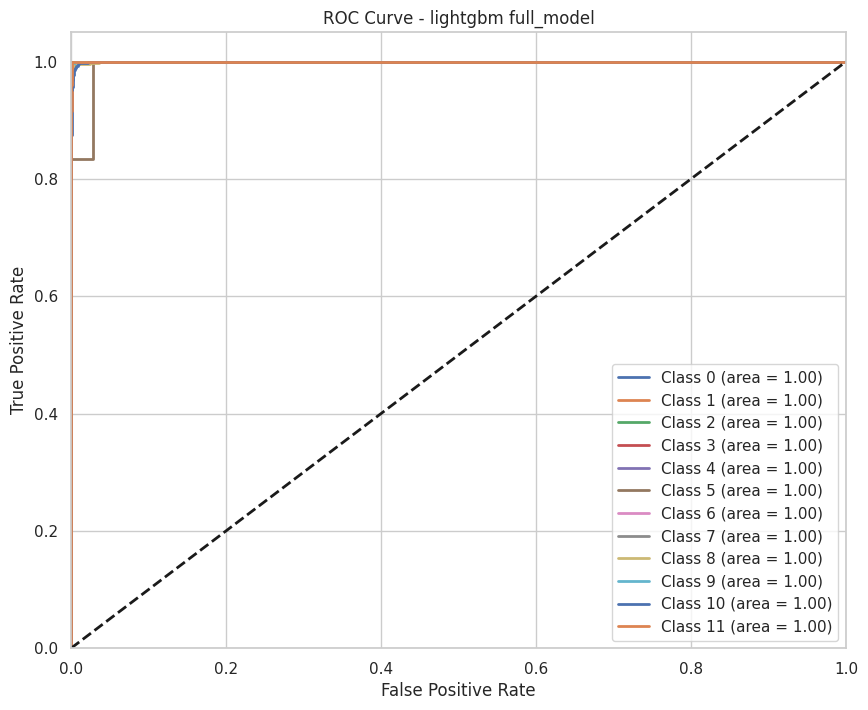 ROC Curve - lightgbm full_model
True Positive Rate
1.0
0.8
0.6
0.4
0.2
0.0
Class 0 (area = 1.00)
Class 1 (area = 1.00)
Class 2 (area = 1.00)
Class 3 (area = 1.00)
Class 4 (area = 1.00)
Class 5 (area = 1.00)
Class 6 (area = 1.00)
Class 7 (area = 1.00)
Class 8 (area = 1.00)
Class 9 (area = 1.00)
Class 10 (area = 1.00)
Class 11 (area = 1.00)
0.0 0.2 0.4 0.6 0.8 1.0
False Positive Rate